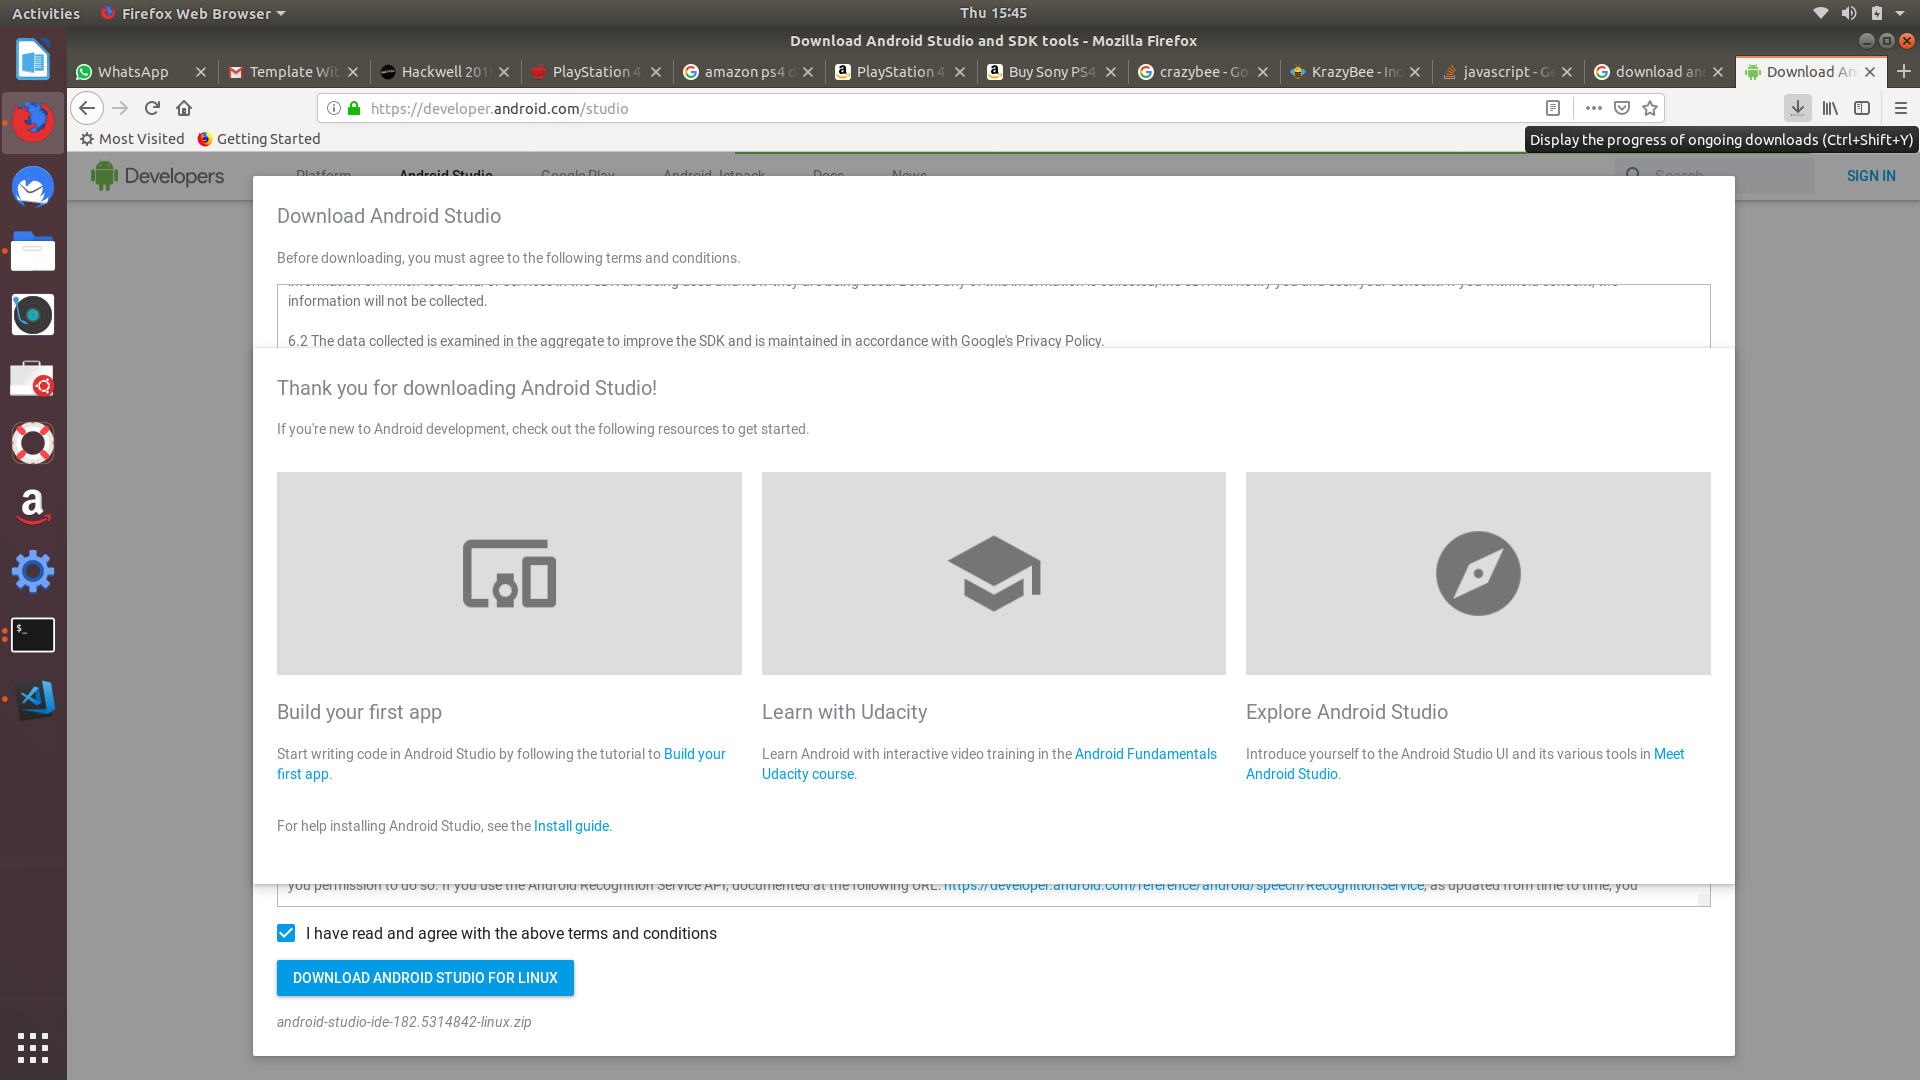 Activities
Firefox Web Browser
Thu 15:45
Download Android Studio and SDK tools - Mozilla Firefox
WhatsApp
Template Wit
Hackwell 201
PlayStation 4
amazon ps4 d
PlayStation 4
Buy Sony PS4
crazybee - Go
KrazyBee - Ind
javascript - Ge
download an
Download An
https://developer.android.com/studio
Most Visited
Getting Started
Display the progress of ongoing downloads (Ctrl+Shift+Y)
Developers
Platform
Android Studio
Google Play
Android Jetpack
Docs
News
Search
SIGN IN
Download Android Studio
Before downloading, you must agree to the following terms and conditions.
information will not be collected.
6.2 The data collected is examined in the aggregate to improve the SDK and is maintained in accordance with Google's Privacy Policy.
Thank you for downloading Android Studio!
If you're new to Android development, check out the following resources to get started.
Build your first app
Start writing code in Android Studio by following the tutorial to Build your
first app.
Learn with Udacity
Learn Android with interactive video training in the Android Fundamentals
Udacity course.
Explore Android Studio
Introduce yourself to the Android Studio UI and its various tools in Meet
Android Studio.
For help installing Android Studio, see the Install guide.
you permission to do so. If you use the Android Recognition Service API, documented at the following URL: https://developer.android.com/reference/android/speech/RecognitionService, as updated from time to time, you
I have read and agree with the above terms and conditions
DOWNLOAD ANDROID STUDIO FOR LINUX
android-studio-ide-182.5314842-linux.zip